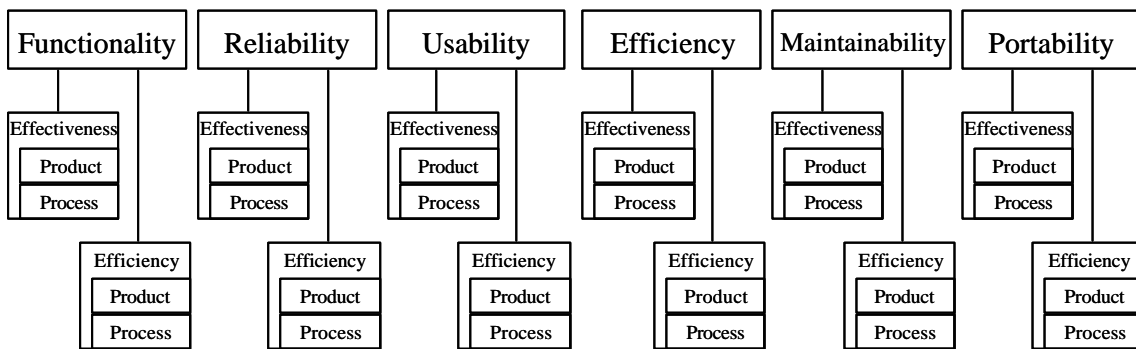 Functionality
Reliability
Usability
Efficiency
Maintainability
Portability
Effectiveness
Product
Process
Effectiveness
Product
Process
Effectiveness
Product
Process
Effectiveness
Product
Process
Effectiveness
Product
Process
Effectiveness
Product
Process
Efficiency
Product
Process
Efficiency
Product
Process
Efficiency
Product
Process
Efficiency
Product
Process
Efficiency
Product
Process
Efficiency
Product
Process